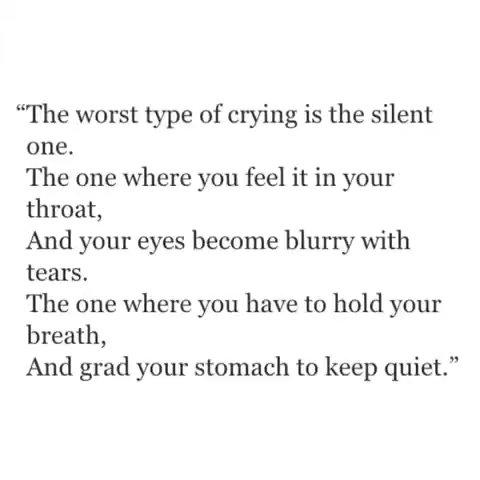 “The worst type of crying is the silent
one.
The one where you feel it in your
throat,
And your eyes become blurry with
tears.
The one where you have to hold your
breath,
And grad your stomach to keep quiet.”